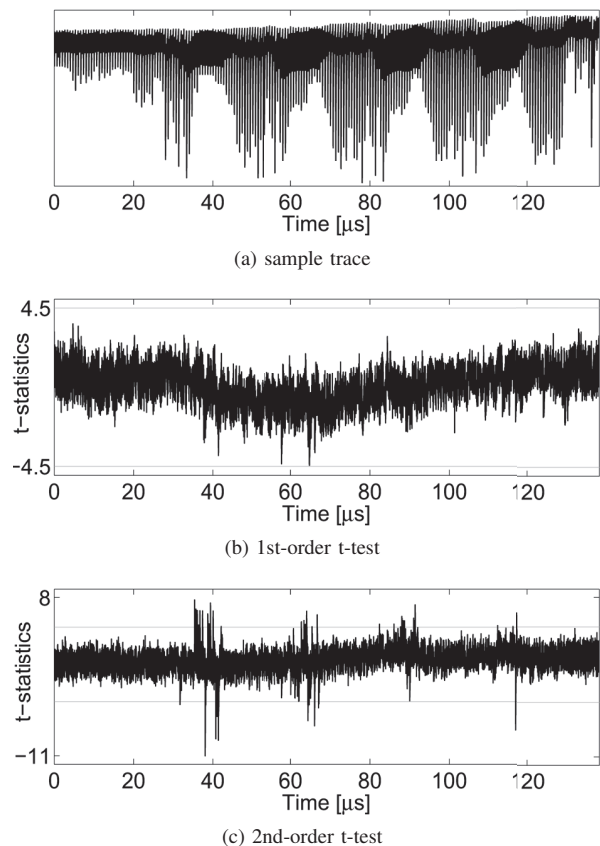 0 20 40 60 80 100 120
Time [μs]
(a) sample trace
4.5
t−statistics
-4.5
0 20 40 60 80 100 120
Time [μs]
(b) 1st-order t-test
8
t−statistics
−11
0 20 40 60 80 100 120
Time [μs]
(c) 2nd-order t-test